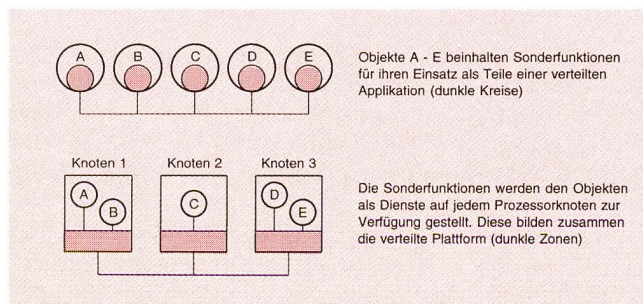 A B C D E
Objekte A - E beinhalten Sonderfunktionen
für ihren Einsatz als Teile einer verteilten
Applikation (dunkle Kreise)
Knoten 1 Knoten 2 Knoten 3
A B C D E
Die Sonderfunktionen werden den Objekten
als Dienste auf jedem Prozessorknoten zur
Verfügung gestellt. Diese bilden zusammen
die verteilte Plattform (dunkle Zonen)